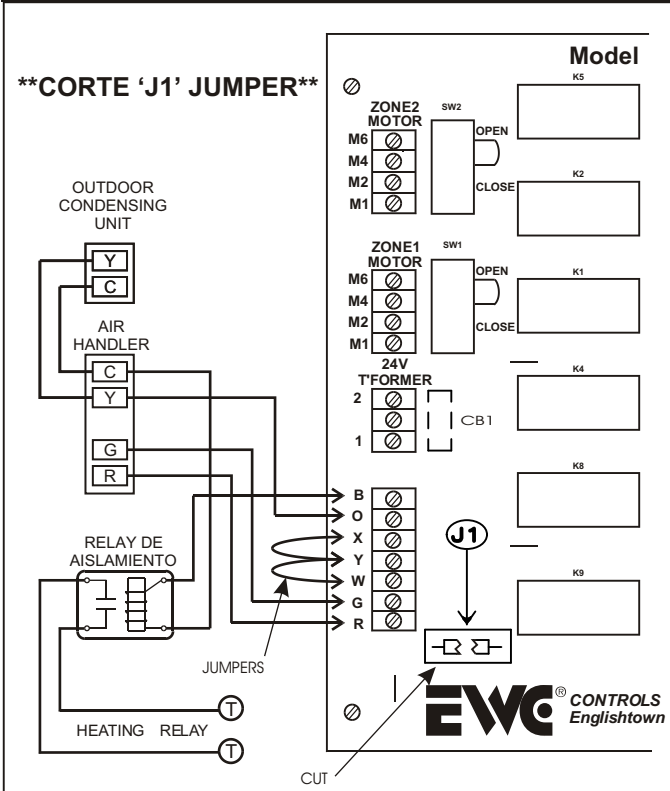 **CORTE 'J1' JUMPER**
Model
OUTDOOR
CONDENSING
UNIT
Y
C
AIR
HANDLER
C
Y
G
R
RELAY DE
AISLAMIENTO
JUMPERS
T
HEATING RELAY
T
CUT
ZONE2
MOTOR
M6
M4
M2
M1
SW2
OPEN
CLOSE
ZONE1
MOTOR
M6
M4
M2
M1
SW1
OPEN
CLOSE
24V
T'FORMER
2
1
CB1
B
O
X
Y
W
G
R
J1
K5
K2
K1
K4
K8
K9
EWC® CONTROLS
Englishtown